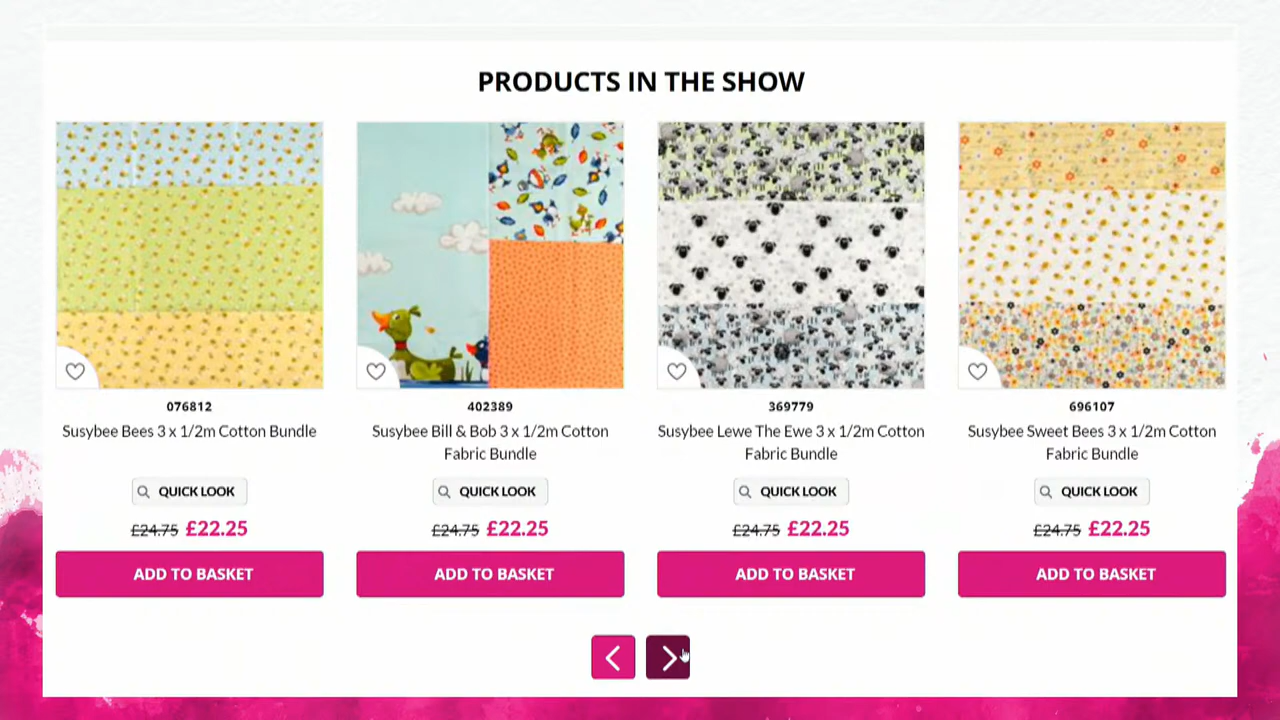 PRODUCTS IN THE SHOW
076812
Susybee Bees 3 x 1/2m Cotton Bundle
QUICK LOOK
£24.75 £22.25
ADD TO BASKET
402389
Susybee Bill & Bob 3 x 1/2m Cotton
Fabric Bundle
QUICK LOOK
£24.75 £22.25
ADD TO BASKET
369779
Susybee Lewe The Ewe 3 x 1/2m Cotton
Fabric Bundle
QUICK LOOK
£24.75 £22.25
ADD TO BASKET
696107
Susybee Sweet Bees 3 x 1/2m Cotton
Fabric Bundle
QUICK LOOK
£24.75 £22.25
ADD TO BASKET